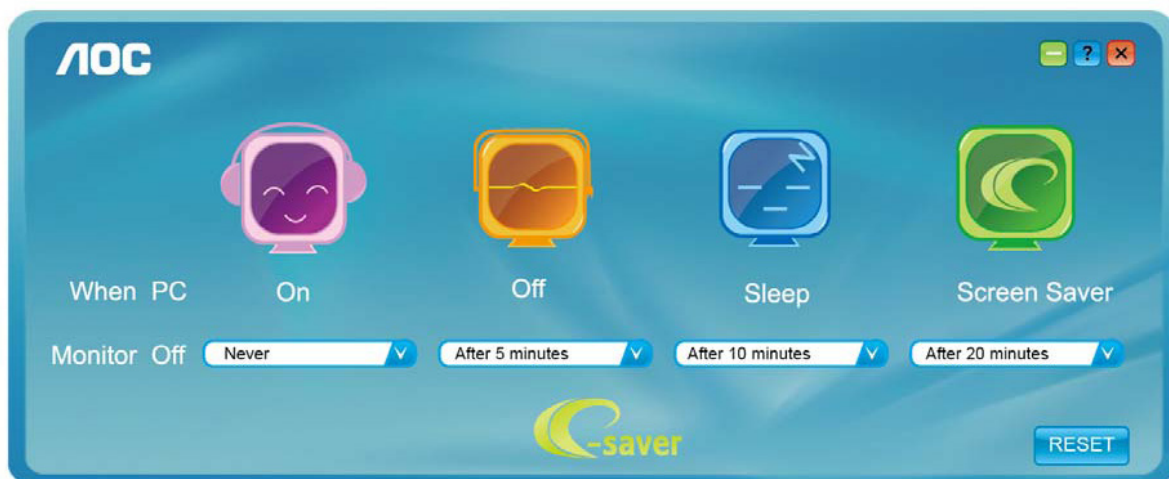 AOC
?
When PC On Off Sleep Screen Saver
Monitor Off Never After 5 minutes After 10 minutes After 20 minutes
e-saver
RESET